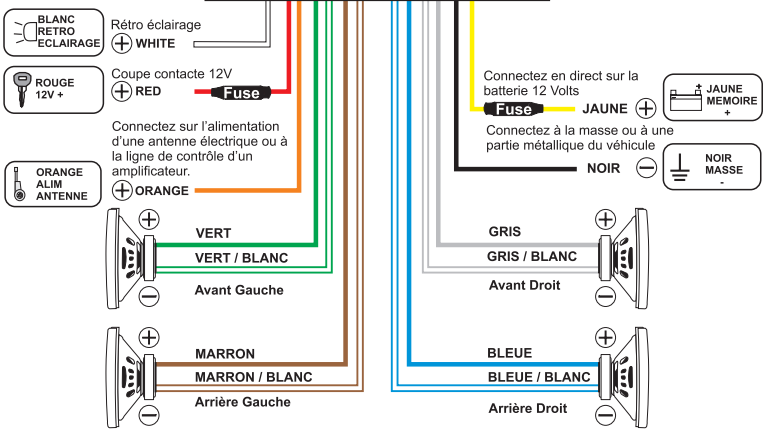 BLANC
RETRO
ECLAIRAGE
Rétro éclairage
+ WHITE
ROUGE
12V +
Coupe contacte 12V
+ RED
Fuse
Connectez sur l'alimentation
d'une antenne électrique ou à
la ligne de contrôle d'un
amplificateur.
ORANGE
ALIM
ANTENNE
+ ORANGE
Connectez en direct sur la
batterie 12 Volts
Fuse
JAUNE +
+
-
JAUNE
MEMOIRE
+
Connectez à la masse ou à une
partie métallique du véhicule
NOIR −
NOIR
MASSE
-
+
VERT
VERT / BLANC
−
Avant Gauche
+
GRIS
GRIS / BLANC
−
Avant Droit
+
MARRON
MARRON / BLANC
−
Arrière Gauche
+
BLEUE
BLEUE / BLANC
−
Arrière Droit